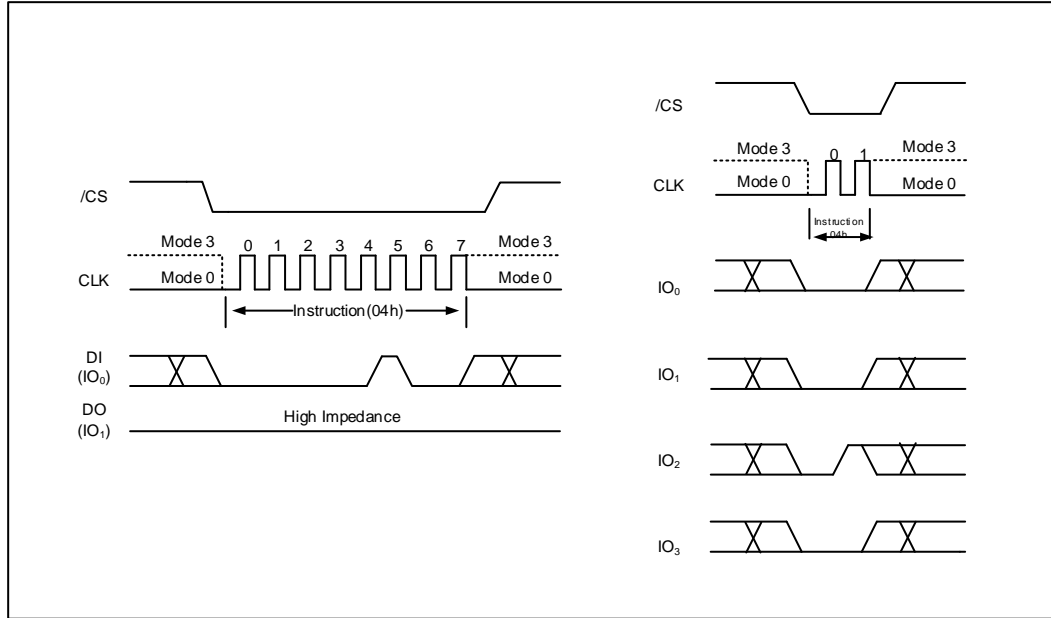 /CS
Mode 3 0 1 2 3 4 5 6 7 Mode 3
CLK
Mode 0 Mode 0
Instruction(04h)
DI
(IO₀)
DO
(IO₁)
High Impedance
/CS
Mode 3 0 1 Mode 3
CLK
Mode 0 Mode 0
Instruction
04h
IO₀
IO₁
IO₂
IO₃